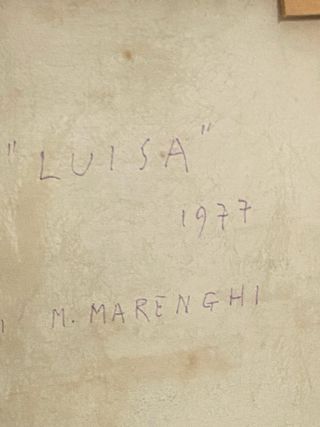 "LUISA"
1977
M. MARENGHI